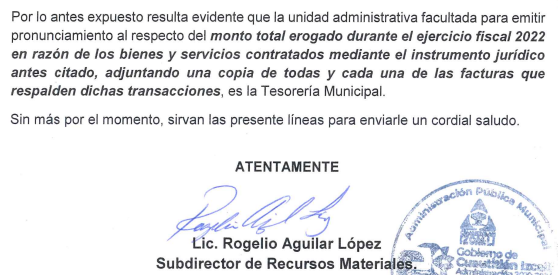 Por lo antes expuesto resulta evidente que la unidad administrativa facultada para emitir
pronunciamiento al respecto del monto total erogado durante el ejercicio fiscal 2022
en razón de los bienes y servicios contratados mediante el instrumento jurídico
antes citado, adjuntando una copia de todas y cada una de las facturas que
respalden dichas transacciones, es la Tesorería Municipal.
Sin más por el momento, sirvan las presente líneas para enviarle un cordial saludo.
ATENTAMENTE
Administración Pública Municipal
Lic. Rogelio Aguilar López
Gobierno de
Subdirector de Recursos Materiales.